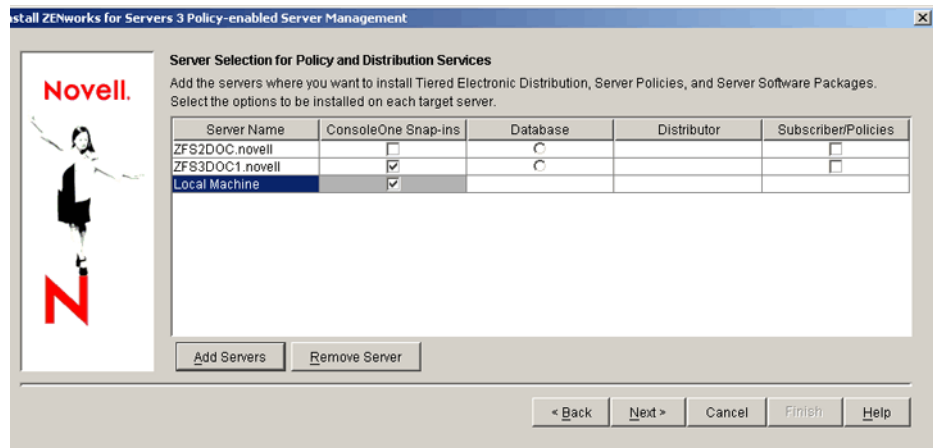 stall ZENworks for Servers 3 Policy-enabled Server Management
Novell.
N
Server Selection for Policy and Distribution Services
Add the servers where you want to install Tiered Electronic Distribution, Server Policies, and Server Software Packages.
Select the options to be installed on each target server.
Server Name ConsoleOne Snap-ins Database Distributor Subscriber/Policies
ZFS2DOC.novell
ZFS3DOC1.novell
Local Machine
Add Servers Remove Server
< Back Next > Cancel Finish Help